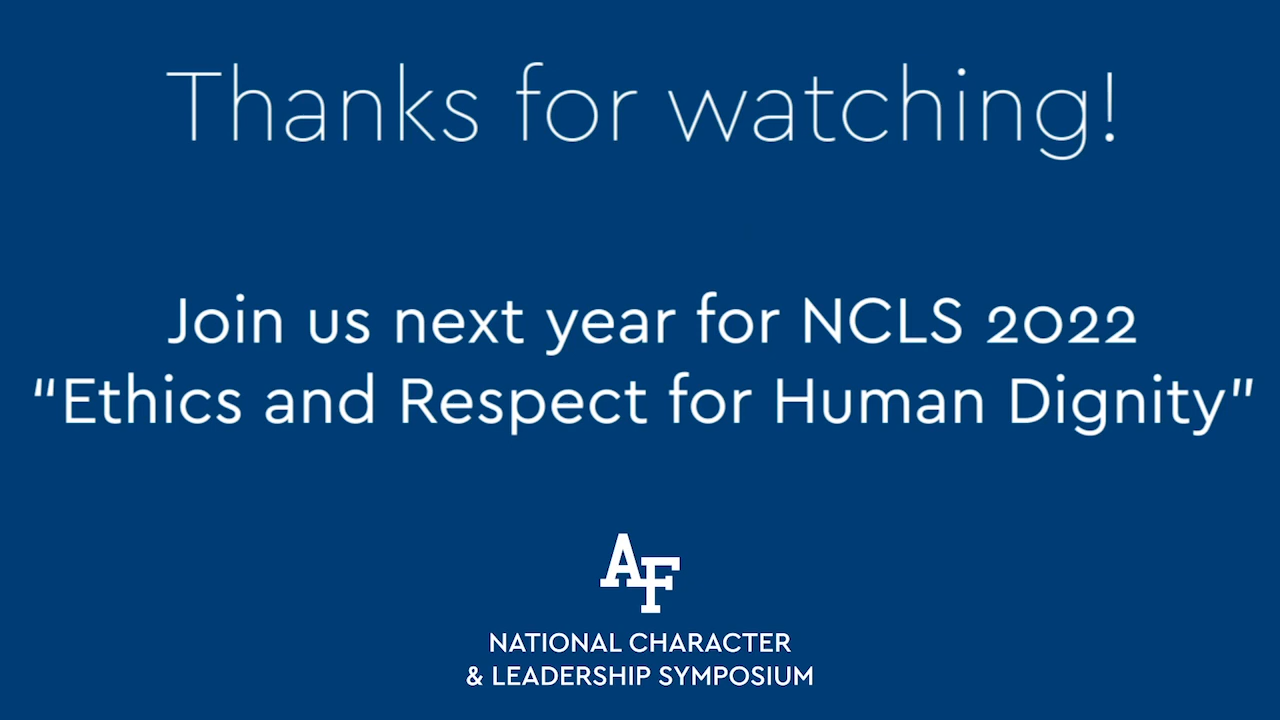 Thanks for watching!
Join us next year for NCLS 2022
“Ethics and Respect for Human Dignity”
AF
NATIONAL CHARACTER
& LEADERSHIP SYMPOSIUM